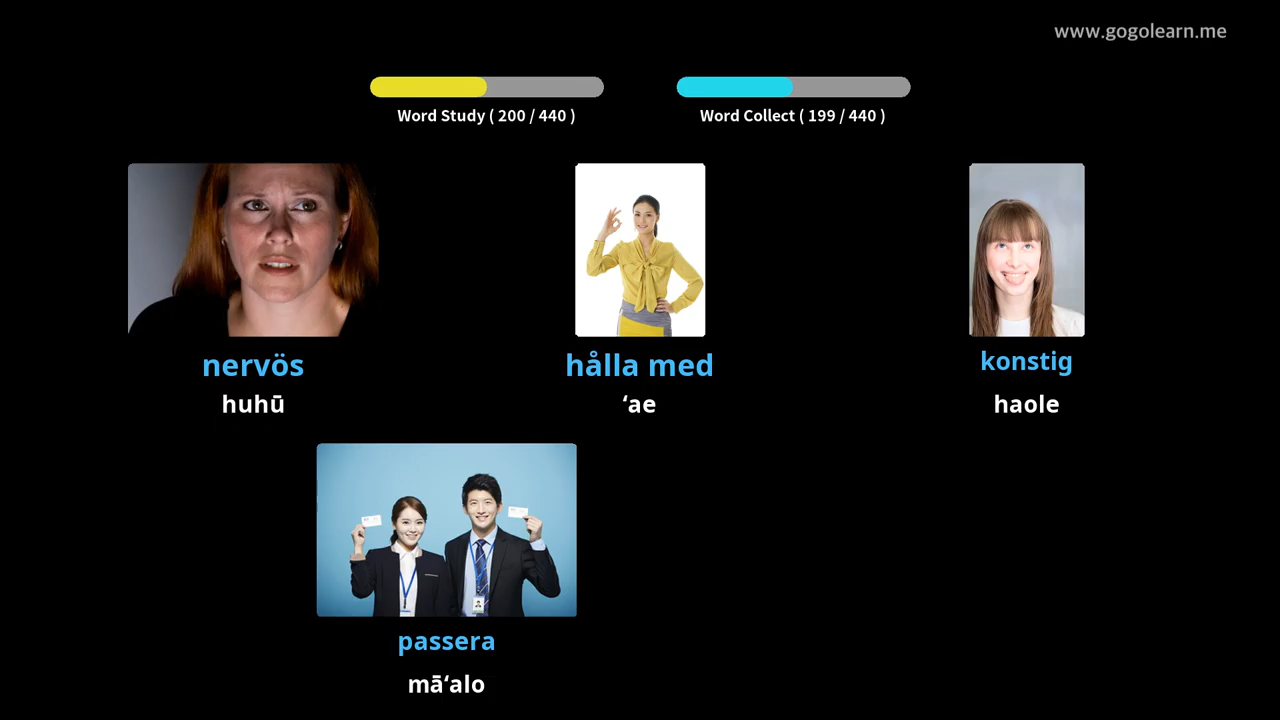 www.gogolearn.me
Word Study ( 200 / 440 )
Word Collect ( 199 / 440 )
nervös
hålla med
konstig
huhū
ʻae
haole
passera
māʻalo